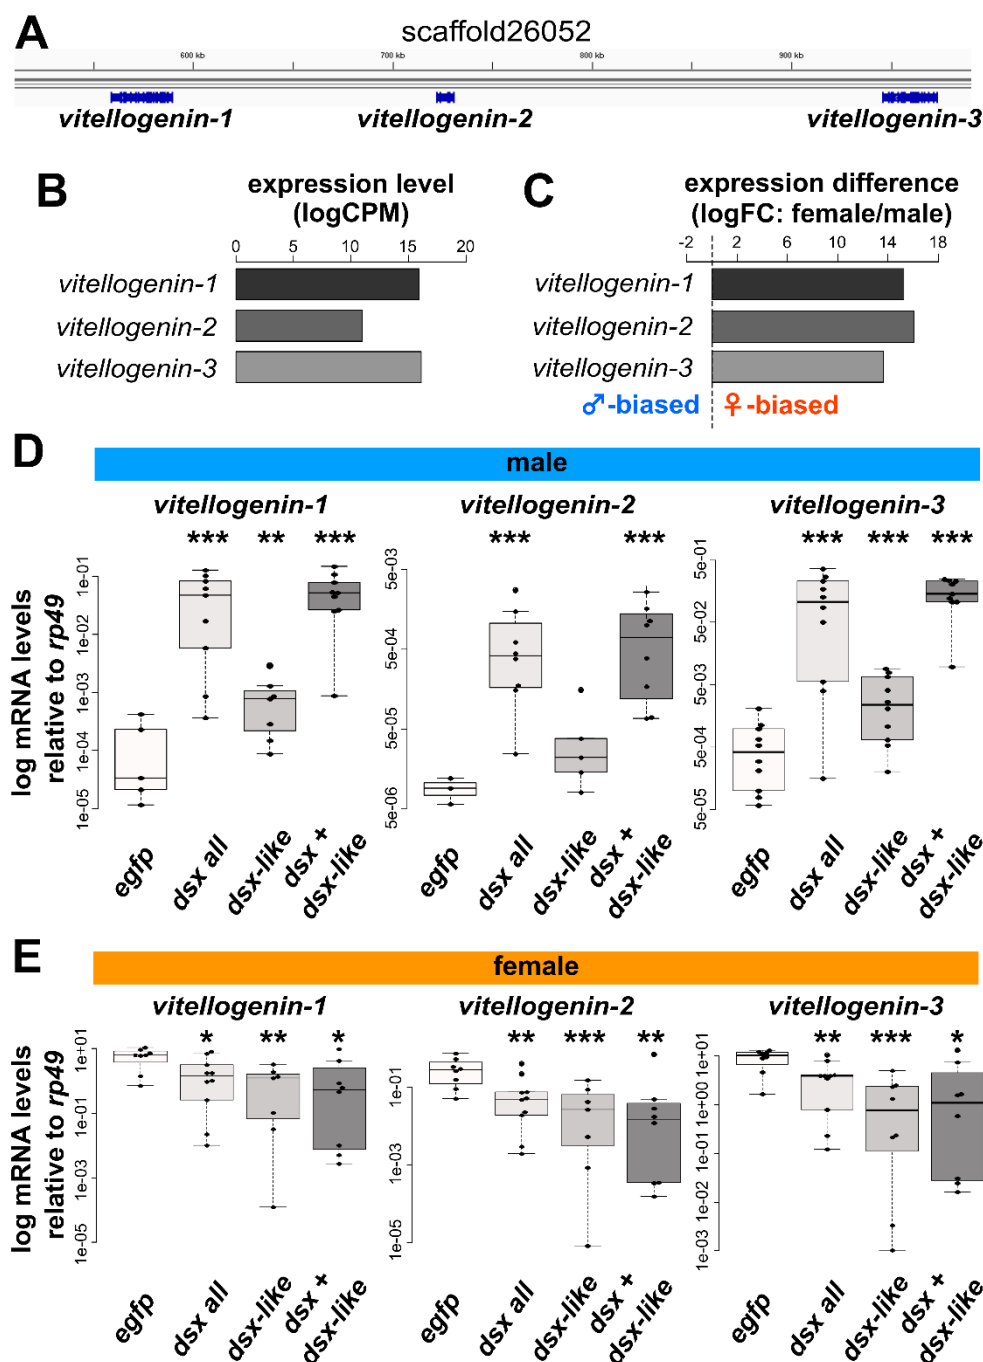 A
scaffold26052
600 kb 700 kb 800 kb 900 kb
vitellogenin-1 vitellogenin-2 vitellogenin-3
B
expression level
(logCPM)
0 5 10 15 20
vitellogenin-1
vitellogenin-2
vitellogenin-3
C
expression difference
(logFC: female/male)
-2 2 6 10 14 18
vitellogenin-1
vitellogenin-2
vitellogenin-3
♂-biased ♀-biased
D
male
vitellogenin-1 vitellogenin-2 vitellogenin-3
*** ** *** *** *** *** *** ***
log mRNA levels
relative to rp49
1e-01
1e-02
1e-03
1e-04
1e-05
5e-03
5e-04
5e-05
5e-06
5e-01
5e-02
5e-03
5e-04
5e-05
egfp dsx all dsx-like dsx +
dsx-like
egfp dsx all dsx-like dsx +
dsx-like
egfp dsx all dsx-like dsx +
dsx-like
E
female
vitellogenin-1 vitellogenin-2 vitellogenin-3
* ** * ** *** ** ** *** *
log mRNA levels
relative to rp49
1e+01
1e-01
1e-03
1e-05
1e-01
1e-03
1e-05
1e+01
1e+00
1e-01
1e-02
1e-03
egfp dsx all dsx-like dsx +
dsx-like
egfp dsx all dsx-like dsx +
dsx-like
egfp dsx all dsx-like dsx +
dsx-like